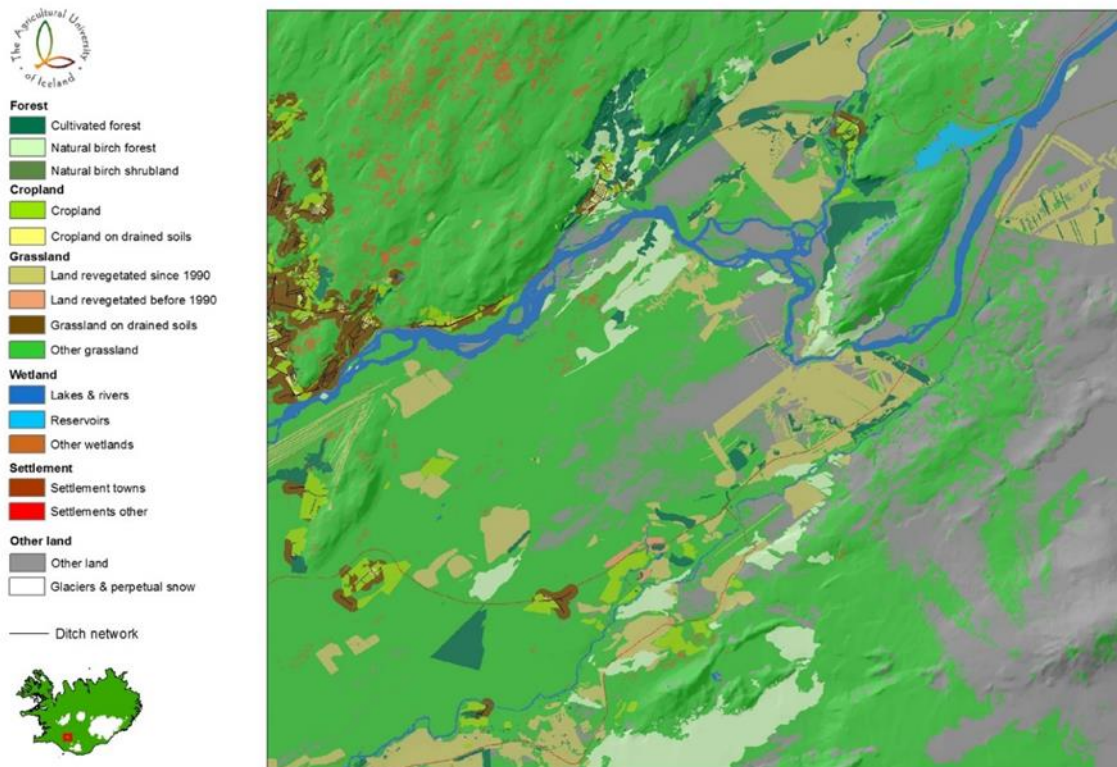 The Agricultural University
of Iceland
Forest
Cultivated forest
Natural birch forest
Natural birch shrubland
Cropland
Cropland
Cropland on drained soils
Grassland
Land revegetated since 1990
Land revegetated before 1990
Grassland on drained soils
Other grassland
Wetland
Lakes & rivers
Reservoirs
Other wetlands
Settlement
Settlement towns
Settlements other
Other land
Other land
Glaciers & perpetual snow
Ditch network